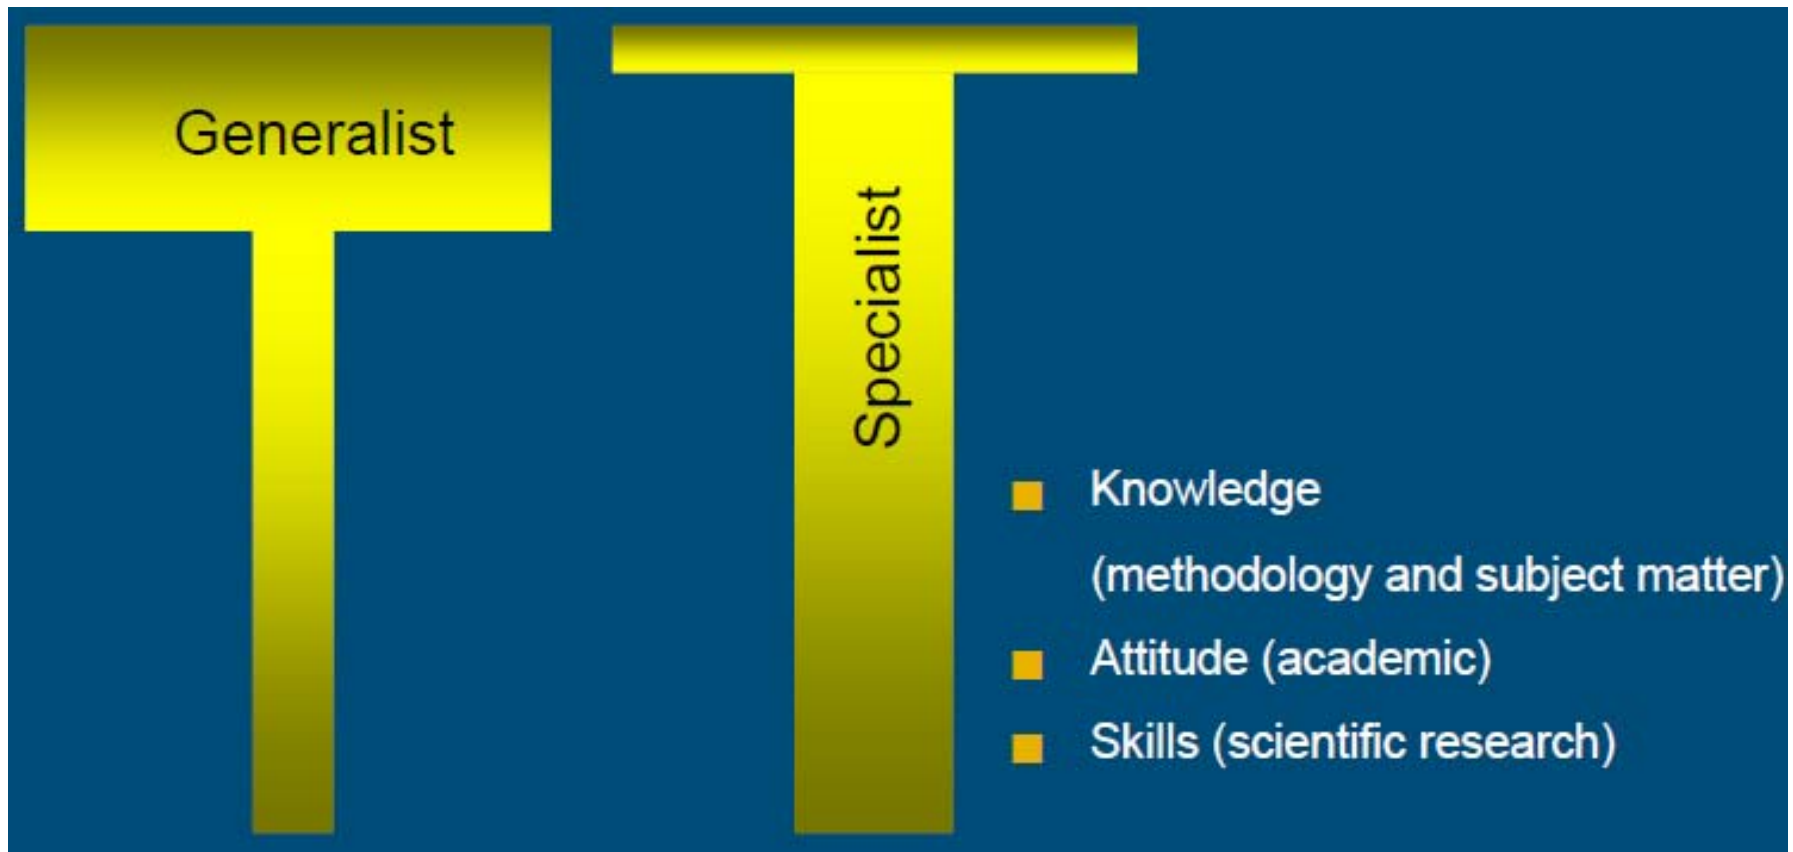 Generalist
Specialist
Knowledge
(methodology and subject matter)
Attitude (academic)
Skills (scientific research)